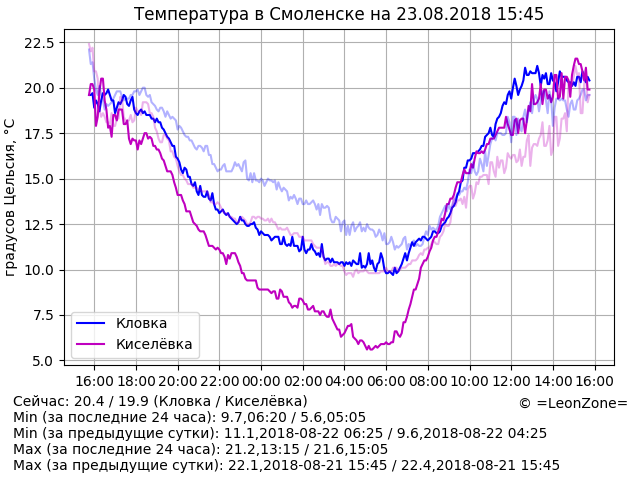 Температура в Смоленске на 23.08.2018 15:45
градусов Цельсия, °C
22.5
20.0
17.5
15.0
12.5
10.0
7.5
5.0
Кловка
Киселёвка
16:00 18:00 20:00 22:00 00:00 02:00 04:00 06:00 08:00 10:00 12:00 14:00 16:00
Сейчас: 20.4 / 19.9 (Кловка / Киселёвка)
© =LeonZone=
Min (за последние 24 часа): 9.7,06:20 / 5.6,05:05
Min (за предыдущие сутки): 11.1,2018-08-22 06:25 / 9.6,2018-08-22 04:25
Max (за последние 24 часа): 21.2,13:15 / 21.6,15:05
Max (за предыдущие сутки): 22.1,2018-08-21 15:45 / 22.4,2018-08-21 15:45